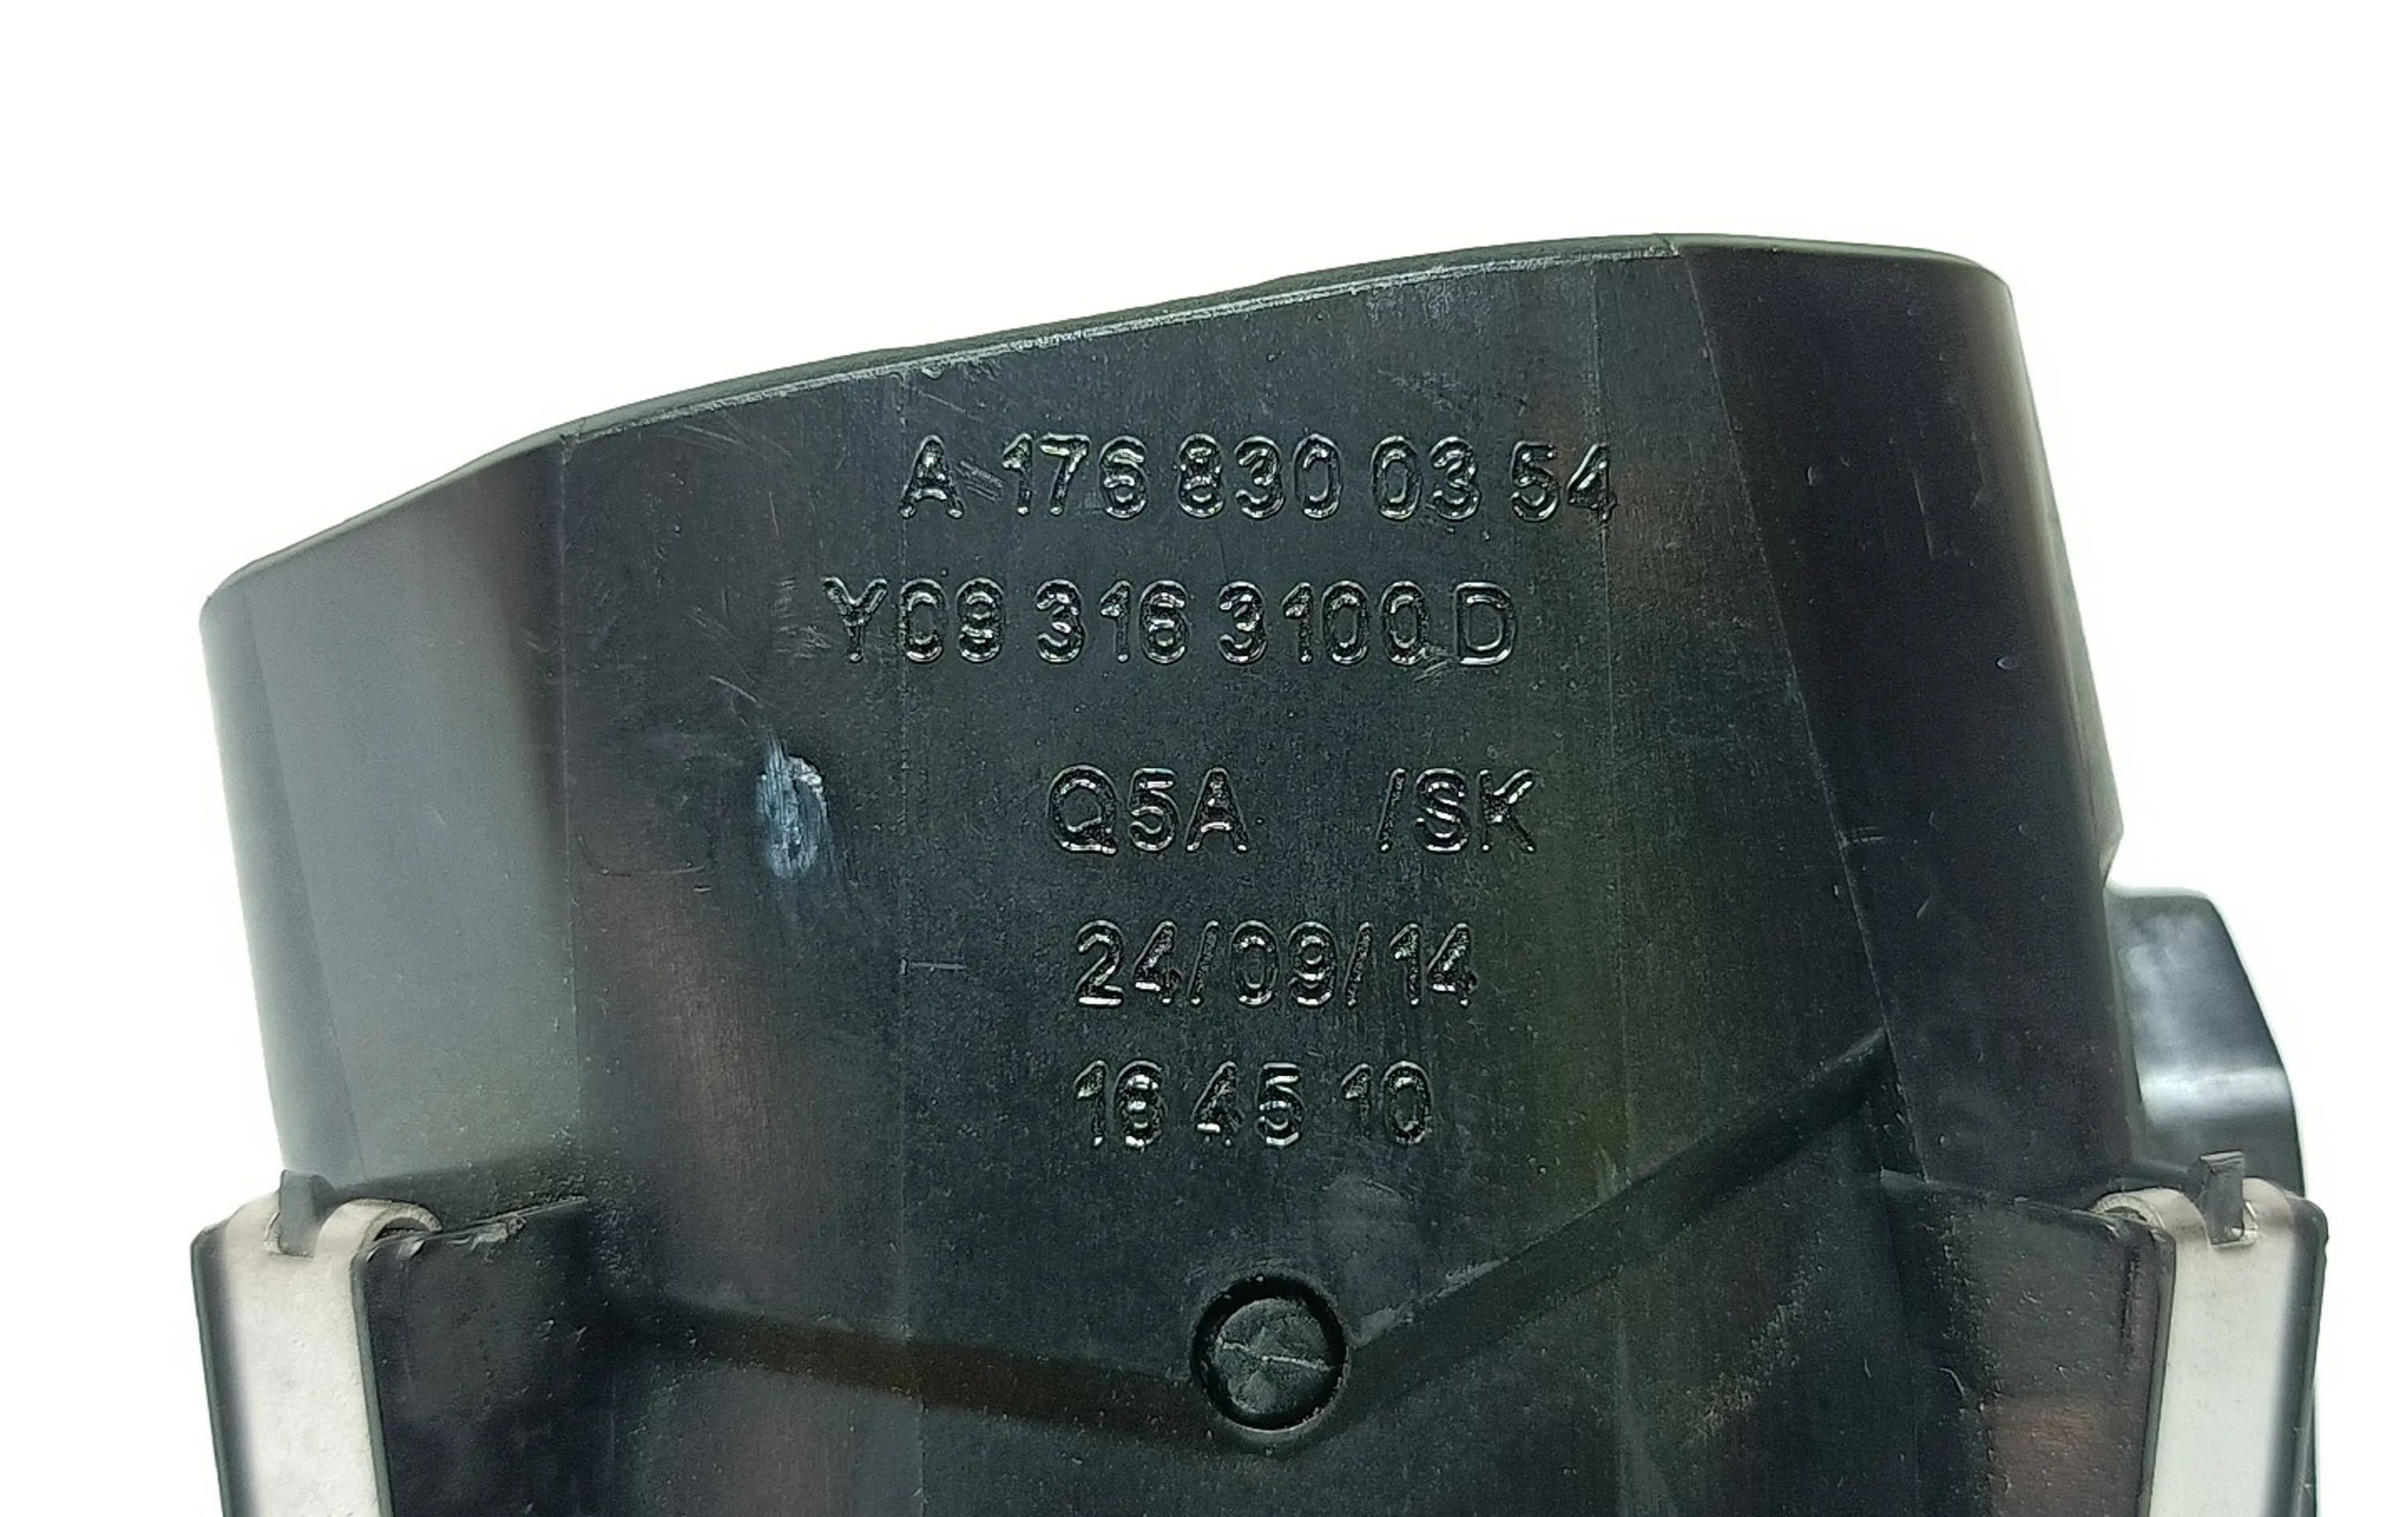 A 176 830 03 54
Y09 316 3100 D
Q5A /SK
24/09/14
16 45 10